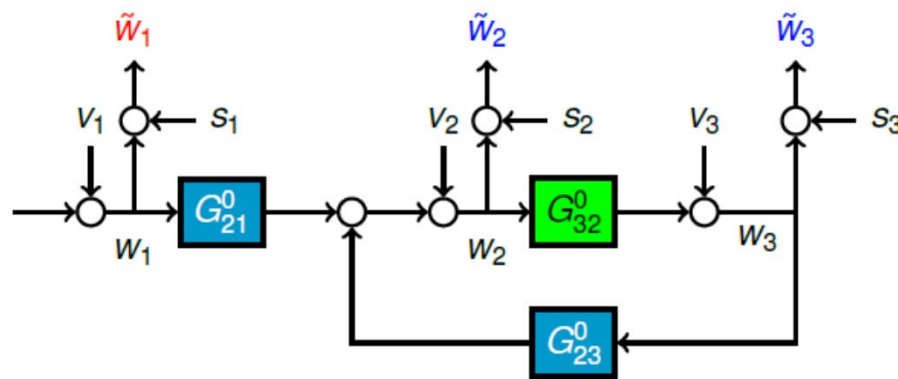 w̃₁ w̃₂ w̃₃
v₁ s₁ v₂ s₂ v₃ s₃
G⁰₂₁ G⁰₃₂
w₁ w₂ w₃
G⁰₂₃